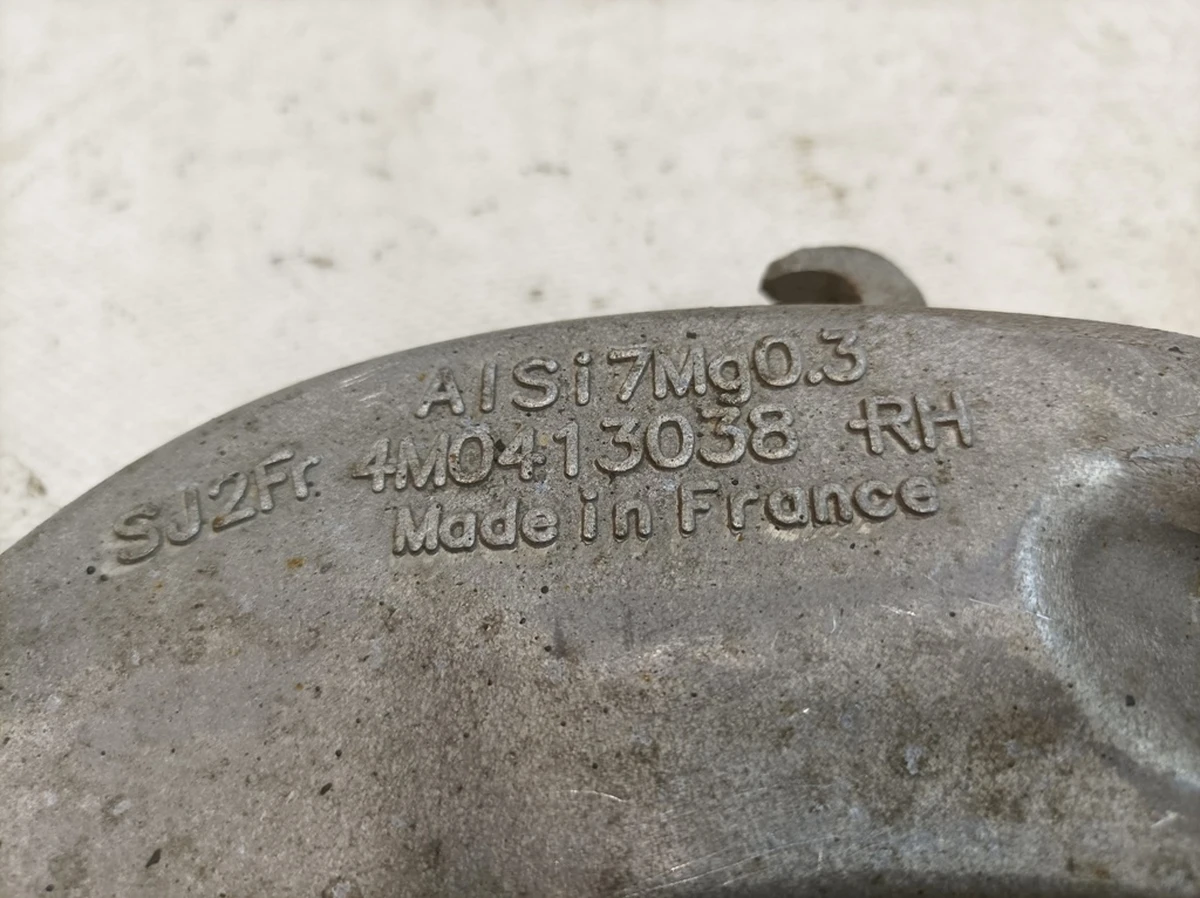 AlSi7Mg0.3
SJ2Fr. 4M0413038 RH
Made in France